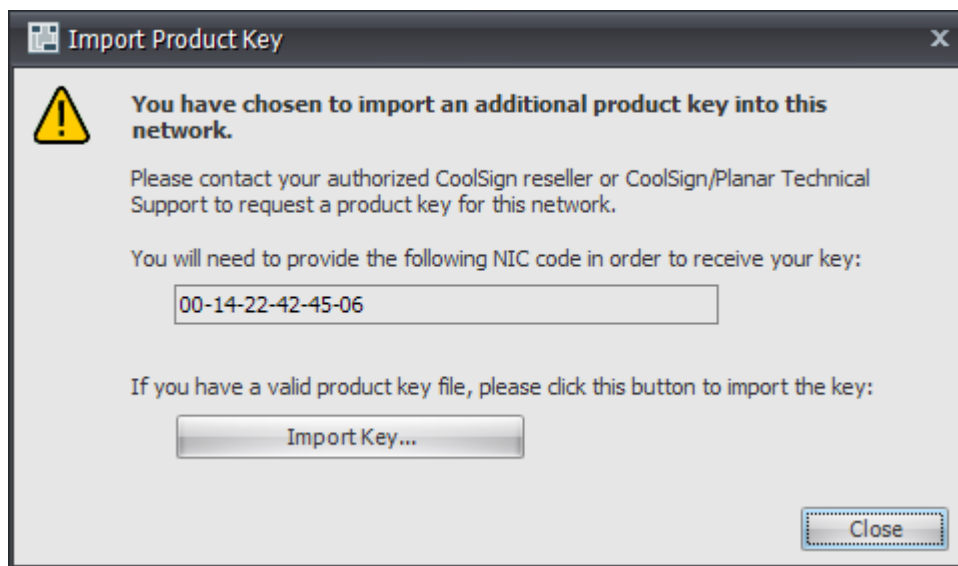 Import Product Key
You have chosen to import an additional product key into this
network.
Please contact your authorized CoolSign reseller or CoolSign/Planar Technical
Support to request a product key for this network.
You will need to provide the following NIC code in order to receive your key:
00-14-22-42-45-06
If you have a valid product key file, please click this button to import the key:
Import Key...
Close